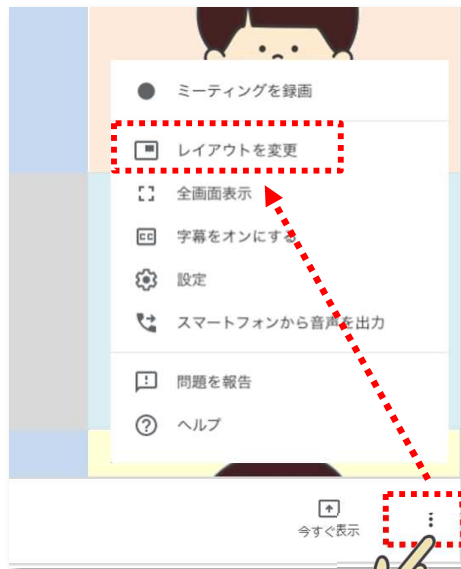 ミーティングを録画
レイアウトを変更
全画面表示
CC 字幕をオンにする
設定
スマートフォンから音声を出力
問題を報告
ヘルプ
今すぐ表示